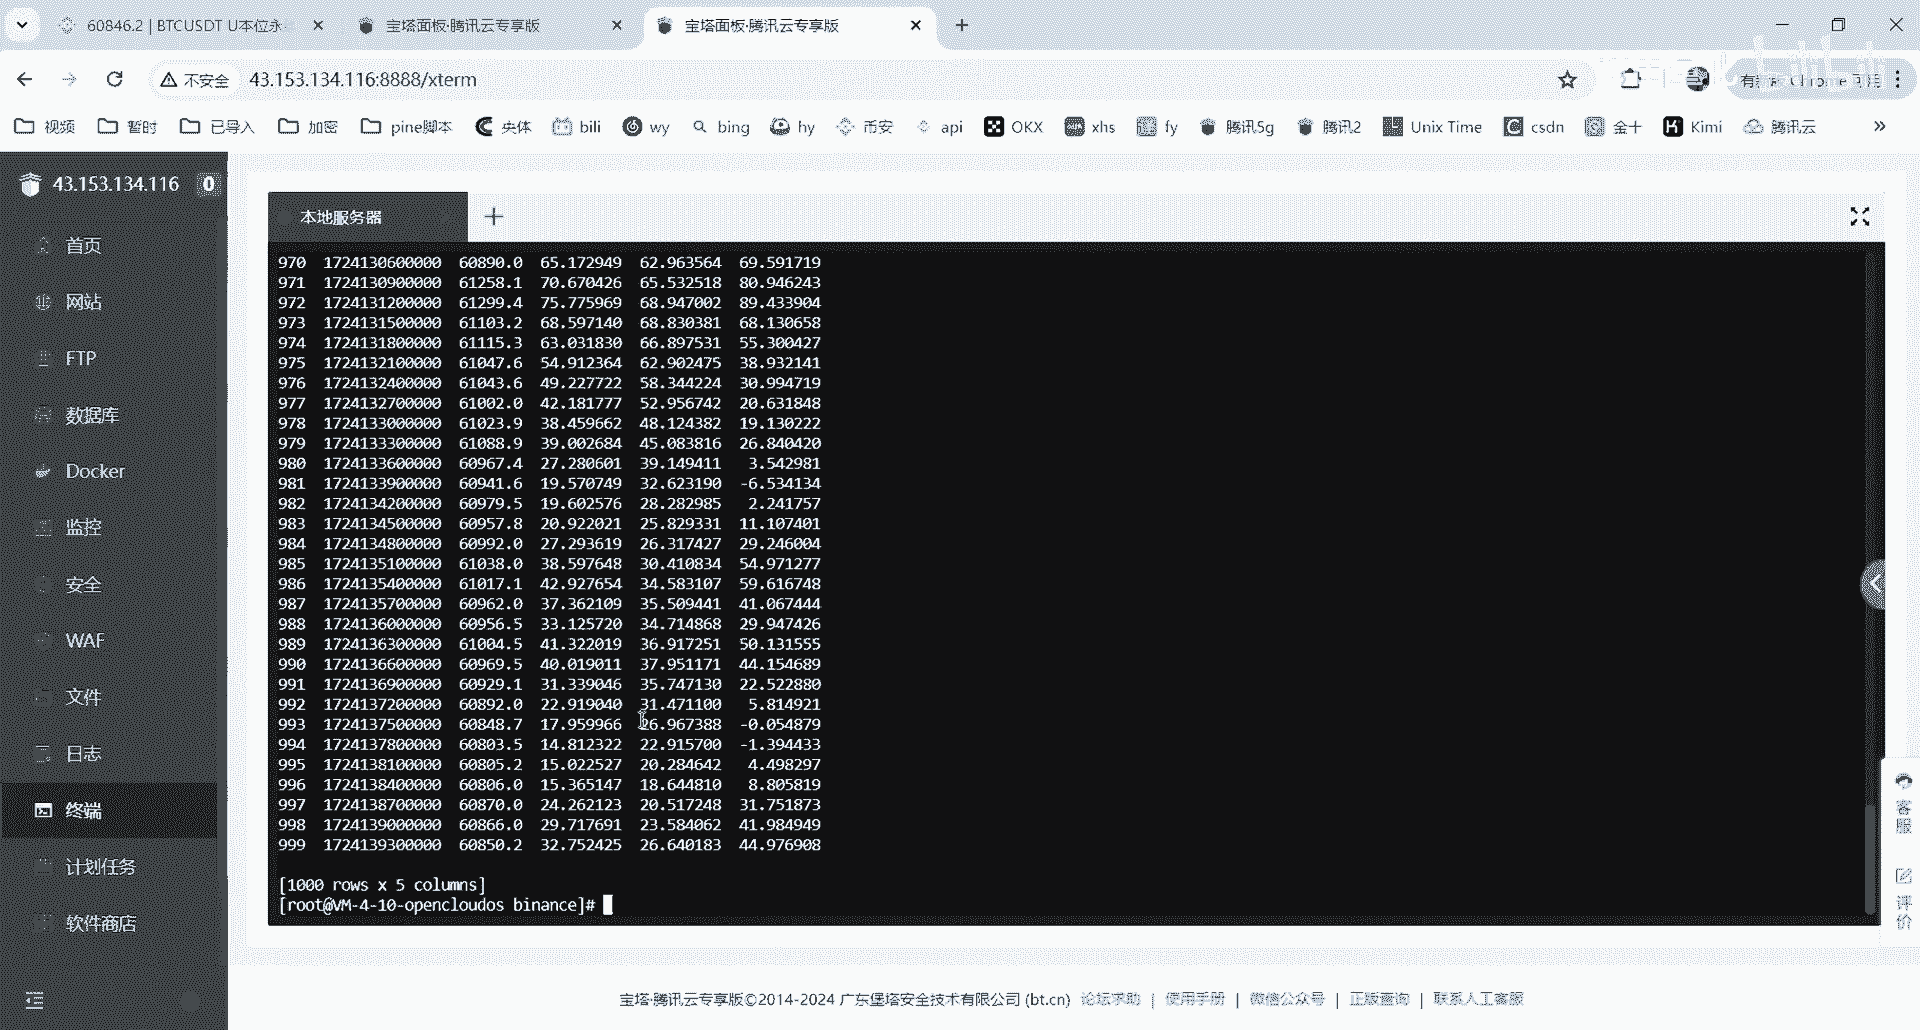 60846.2 | BTCUSDT U本位永
宝塔面板·腾讯云专享版
宝塔面板·腾讯云专享版
不安全 43.153.134.116:8888/xterm
视频 暂时 已导入 加密 pine脚本 央体 bili wy bing hy 币安 api OKX xhs fy 腾讯5g 腾讯2 Unix Time csdn 金十 Kimi 腾讯云
43.153.134.116 0
首页
网站
FTP
数据库
Docker
监控
安全
WAF
文件
日志
终端
计划任务
软件商店
本地服务器
970 1724130600000 60890.0 65.172949 62.963564 69.591719
971 1724130900000 61258.1 70.670426 65.532518 80.946243
972 1724131200000 61299.4 75.775969 68.947002 89.433904
973 1724131500000 61103.2 68.597140 68.830381 68.130658
974 1724131800000 61115.3 63.031830 66.897531 55.300427
975 1724132100000 61047.6 54.912364 62.902475 38.932141
976 1724132400000 61043.6 49.227722 58.344224 30.994719
977 1724132700000 61002.0 42.181777 52.956742 20.631848
978 1724133000000 61023.9 38.459662 48.124382 19.130222
979 1724133300000 61088.9 39.002684 45.083816 26.840420
980 1724133600000 60967.4 27.280601 39.149411 3.542981
981 1724133900000 60941.6 19.570749 32.623190 -6.534134
982 1724134200000 60979.5 19.602576 28.282985 2.241757
983 1724134500000 60957.8 20.922021 25.829331 11.107401
984 1724134800000 60992.0 27.293619 26.317427 29.246004
985 1724135100000 61038.0 38.597648 30.410834 54.971277
986 1724135400000 61017.1 42.927654 34.583107 59.616748
987 1724135700000 60962.0 37.362109 35.509441 41.067444
988 1724136000000 60956.5 33.125720 34.714868 29.947426
989 1724136300000 61004.5 41.322019 36.917251 50.131555
990 1724136600000 60969.5 40.019011 37.951171 44.154689
991 1724136900000 60929.1 31.339046 35.747130 22.522880
992 1724137200000 60892.0 22.919040 31.471100 5.814921
993 1724137500000 60848.7 17.959966 26.967388 -0.054879
994 1724137800000 60803.5 14.812322 22.915700 -1.394433
995 1724138100000 60805.2 15.022527 20.284642 4.498297
996 1724138400000 60806.0 15.365147 18.644810 8.805819
997 1724138700000 60870.0 24.262123 20.517248 31.751873
998 1724139000000 60866.0 29.717691 23.584062 41.984949
999 1724139300000 60850.2 32.752425 26.640183 44.976908
[1000 rows x 5 columns]
[root@VM-4-10-opencloudos binance]#
客服
评价
宝塔·腾讯云专享版©2014-2024 广东堡塔安全技术有限公司 (bt.cn) 论坛求助 | 使用手册 | 微信公众号 | 正版查询 | 联系人工客服